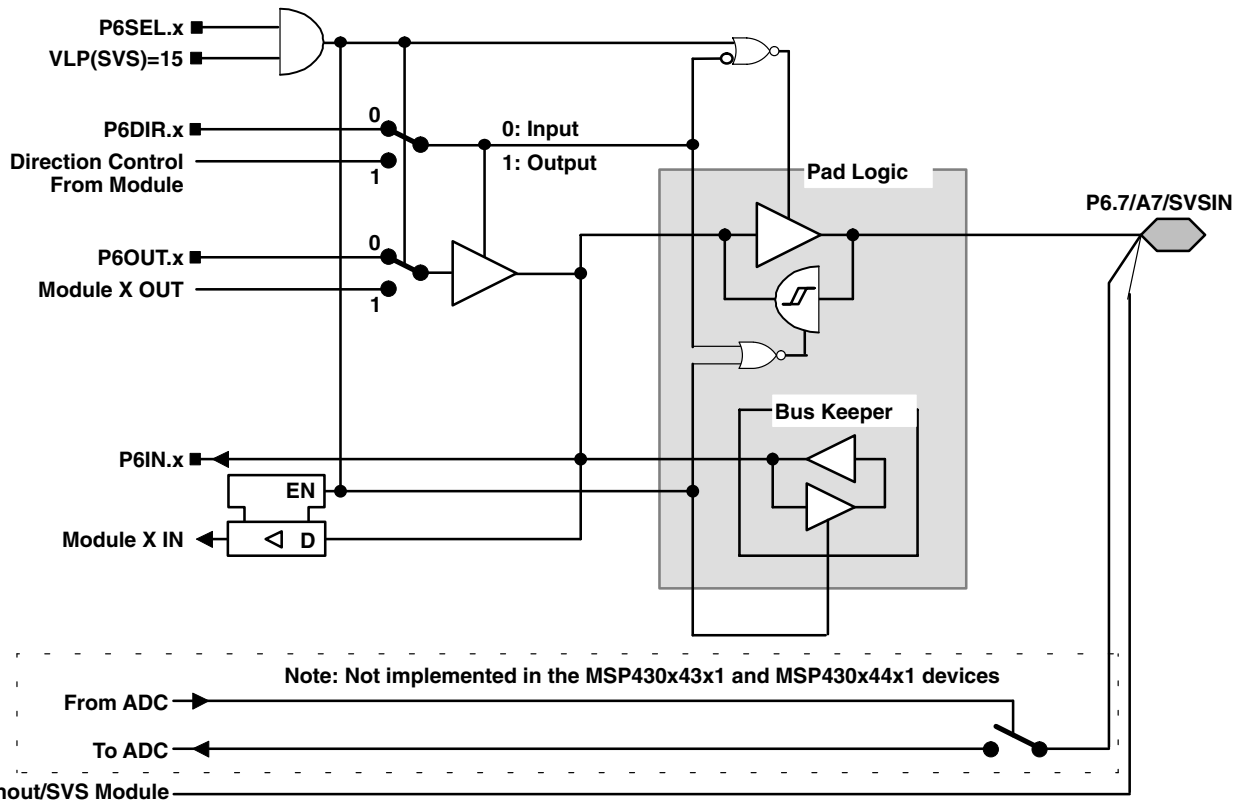 P6SEL.x
VLP(SVS)=15
P6DIR.x
0
0: Input
1: Output
Direction Control
From Module
1
Pad Logic
P6.7/A7/SVSIN
P6OUT.x
0
Module X OUT
1
Bus Keeper
P6IN.x
EN
Module X IN
D
Note: Not implemented in the MSP430x43x1 and MSP430x44x1 devices
From ADC
To ADC
/SVS Module